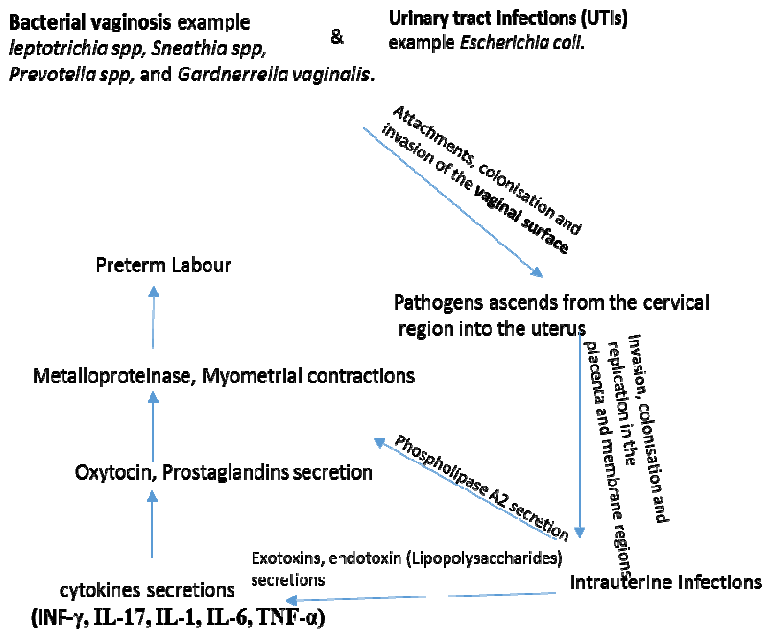 Bacterial vaginosis example
leptotrichia spp, Sneathia spp,
Prevotella spp, and Gardnerrella vaginalis.
&
Urinary tract infections (UTIs)
example Escherichia coli.
Attachments, colonisation and
invasion of the vaginal surface
Preterm Labour
Pathogens ascends from the cervical
region into the uterus
invasion, colonisation and
replication in the
placenta and membrane regions
Metalloproteinase, Myometrial contractions
Phospholipase A2 secretion
Oxytocin, Prostaglandins secretion
Exotoxins, endotoxin (Lipopolysaccharides)
secretions
Intrauterine Infections
cytokines secretions
(INF-γ, IL-17, IL-1, IL-6, TNF-α)